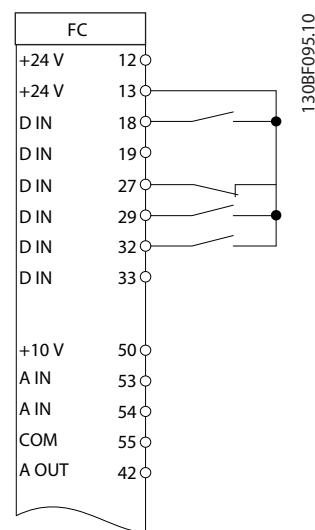 FC
+24 V 12
+24 V 13
D IN 18
D IN 19
D IN 27
D IN 29
D IN 32
D IN 33
+10 V 50
A IN 53
A IN 54
COM 55
A OUT 42
130BF095.10